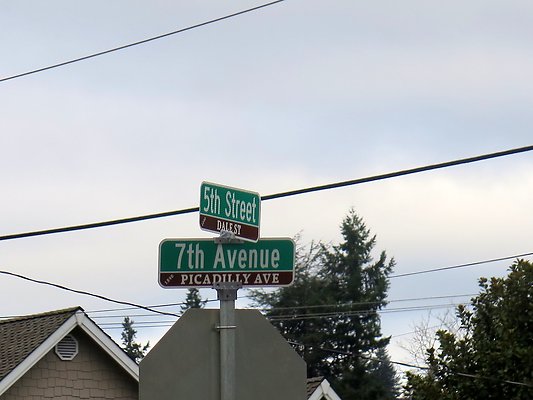 5th Street
DALE ST
7th Avenue
PICADILLY AVE